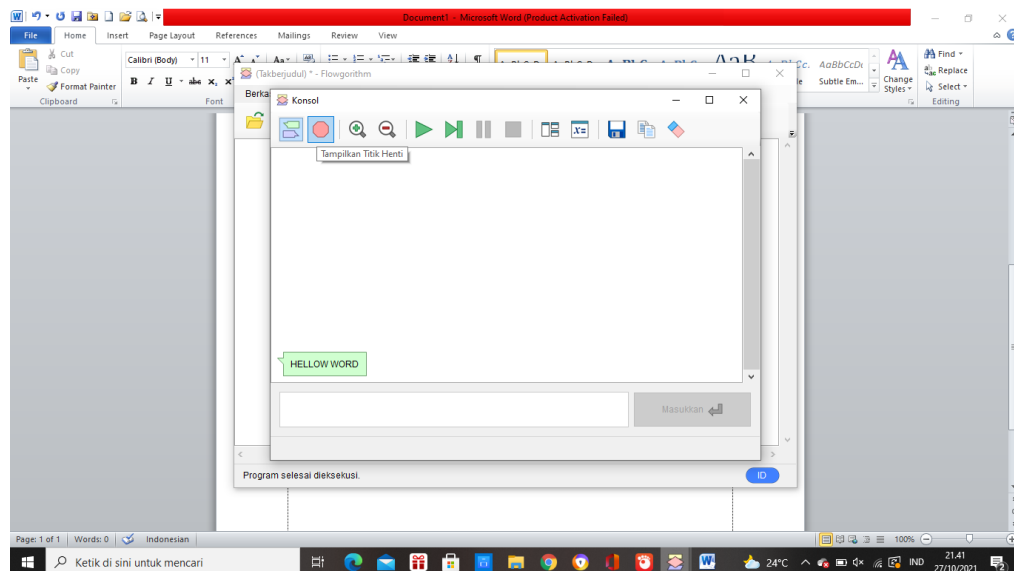 Document1 - Microsoft Word (Product Activation Failed)
File Home Insert Page Layout References Mailings Review View
Cut
Copy
Format Painter
Paste
Clipboard
Calibri (Body) 11
B I U abc x, x
Font
AaBbCcDc
Subtle Em...
Change
Styles
Find
Replace
Select
Editing
(Takberjudul) * - Flowgorithm
Berka
Konsol
Tampilkan Titik Henti
HELLOW WORD
Masukkan
Program selesai dieksekusi.
ID
Page: 1 of 1 Words: 0 Indonesian
100%
Ketik di sini untuk mencari
24°C
IND
21.41
27/10/2021